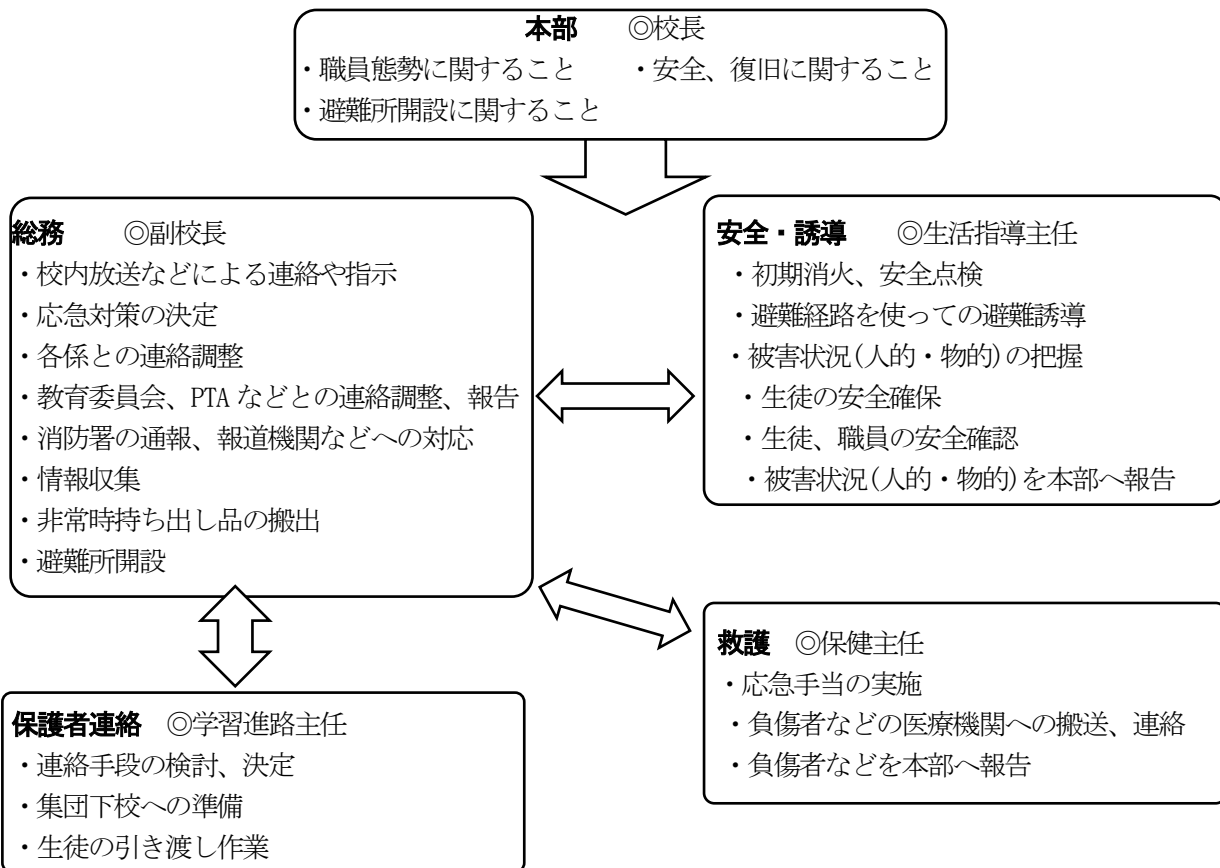 本部　　◎校長
・職員態勢に関すること　　・安全、復旧に関すること
・避難所開設に関すること
総務　　◎副校長
・校内放送などによる連絡や指示
・応急対策の決定
・各係との連絡調整
・教育委員会、PTA などとの連絡調整、報告
・消防署の通報、報道機関などへの対応
・情報収集
・非常時持ち出し品の搬出
・避難所開設
安全・誘導　　◎生活指導主任
・初期消火、安全点検
・避難経路を使っての避難誘導
・被害状況(人的・物的)の把握
・生徒の安全確保
・生徒、職員の安全確認
・被害状況(人的・物的)を本部へ報告
救護　◎保健主任
・応急手当の実施
・負傷者などの医療機関への搬送、連絡
・負傷者などを本部へ報告
保護者連絡　◎学習進路主任
・連絡手段の検討、決定
・集団下校への準備
・生徒の引き渡し作業